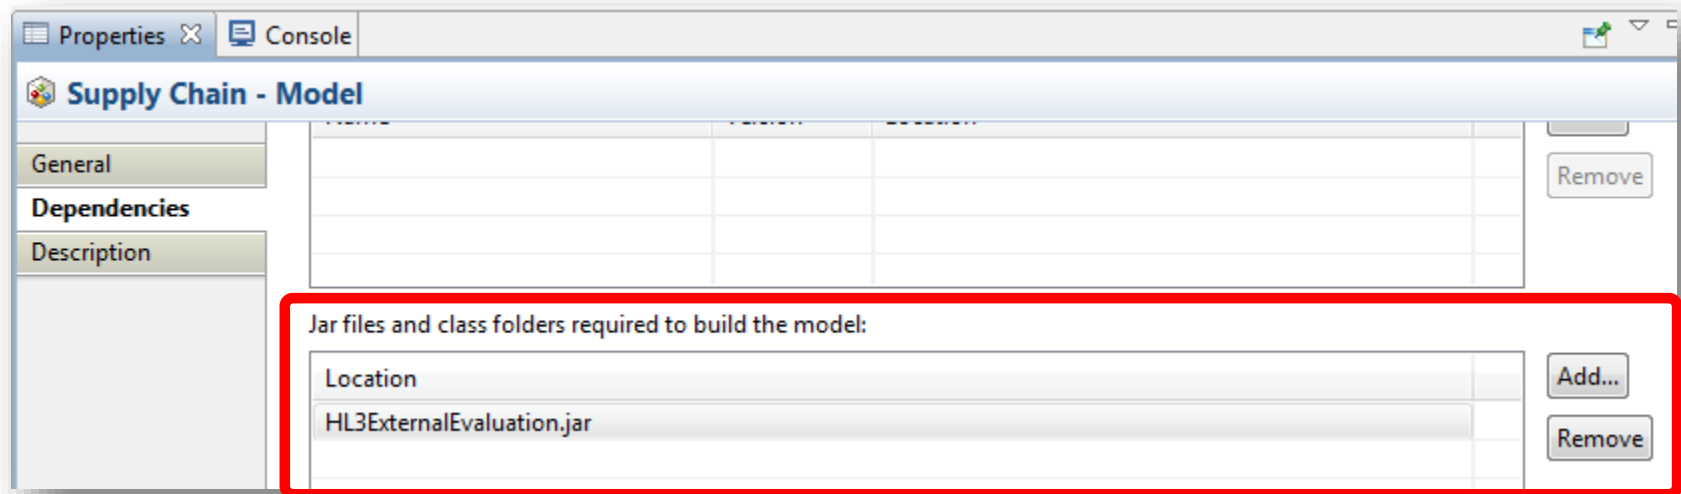 Properties Console
Supply Chain - Model
General
Remove
Dependencies
Description
Jar files and class folders required to build the model:
Location
Add...
HL3ExternalEvaluation.jar
Remove